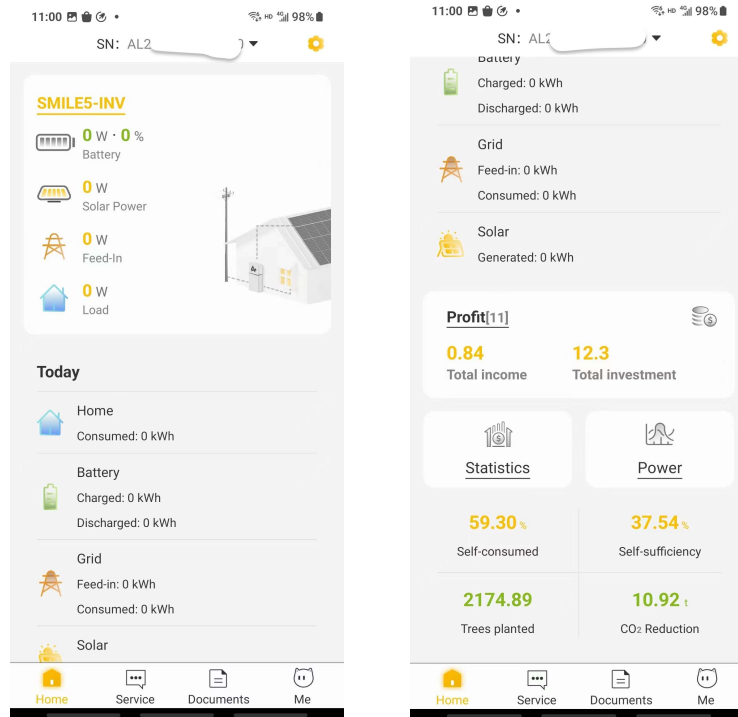 11:00
HD 4G 98%
SN: AL2
SMILE5-INV
0 W · 0 %
Battery
0 W
Solar Power
0 W
Feed-In
0 W
Load
Today
Home
Consumed: 0 kWh
Battery
Charged: 0 kWh
Discharged: 0 kWh
Grid
Feed-in: 0 kWh
Consumed: 0 kWh
Solar
Home
Service
Documents
Me
11:00
HD 4G 98%
SN: AL2
Battery
Charged: 0 kWh
Discharged: 0 kWh
Grid
Feed-in: 0 kWh
Consumed: 0 kWh
Solar
Generated: 0 kWh
Profit[11]
0.84
12.3
Total income
Total investment
Statistics
Power
59.30 %
37.54 %
Self-consumed
Self-sufficiency
2174.89
10.92 t
Trees planted
CO2 Reduction
Home
Service
Documents
Me